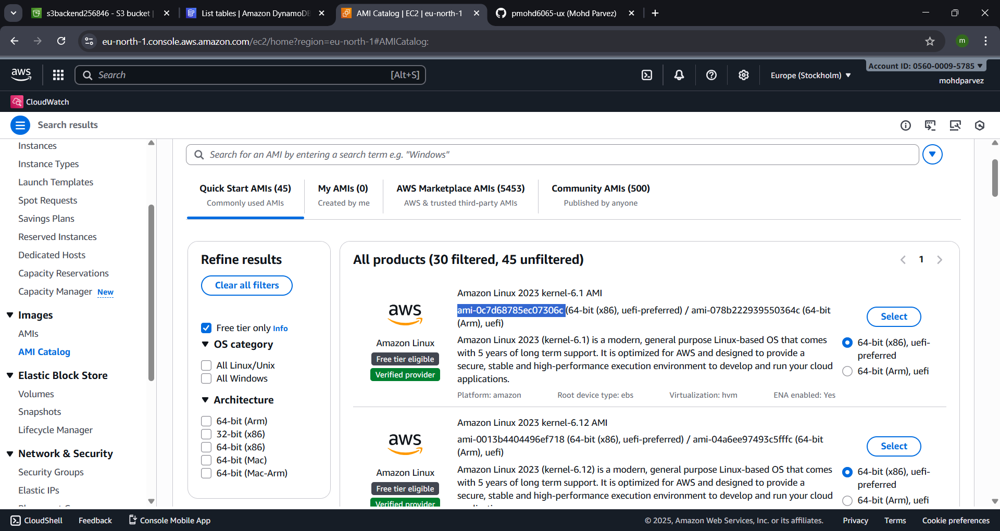 s3backend256846 - S3 bucket |
List tables | Amazon DynamoDB
AMI Catalog | EC2 | eu-north-1
pmohd6065-ux (Mohd Parvez)
eu-north-1.console.aws.amazon.com/ec2/home?region=eu-north-1#AMICatalog:
m
aws
Search
[Alt+S]
Europe (Stockholm)
Account ID: 0560-0009-5785
mohdparvez
CloudWatch
Search results
Instances
Instance Types
Launch Templates
Spot Requests
Savings Plans
Reserved Instances
Dedicated Hosts
Capacity Reservations
Capacity Manager New
Images
AMIs
AMI Catalog
Elastic Block Store
Volumes
Snapshots
Lifecycle Manager
Network & Security
Security Groups
Elastic IPs
Search for an AMI by entering a search term e.g. "Windows"
Quick Start AMIs (45)
Commonly used AMIs
My AMIs (0)
Created by me
AWS Marketplace AMIs (5453)
AWS & trusted third-party AMIs
Community AMIs (500)
Published by anyone
Refine results
Clear all filters
Free tier only Info
OS category
All Linux/Unix
All Windows
Architecture
64-bit (Arm)
32-bit (x86)
64-bit (x86)
64-bit (Mac)
64-bit (Mac-Arm)
All products (30 filtered, 45 unfiltered)
1
aws
Amazon Linux
Free tier eligible
Verified provider
Amazon Linux 2023 kernel-6.1 AMI
ami-0c7d68785ec07306c (64-bit (x86), uefi-preferred) / ami-078b222939550364c (64-bit
(Arm), uefi)
Amazon Linux 2023 (kernel-6.1) is a modern, general purpose Linux-based OS that comes
with 5 years of long term support. It is optimized for AWS and designed to provide a
secure, stable and high-performance execution environment to develop and run your cloud
applications.
Platform: amazon
Root device type: ebs
Virtualization: hvm
ENA enabled: Yes
Select
64-bit (x86), uefi-
preferred
64-bit (Arm), uefi
aws
Amazon Linux
Free tier eligible
Verified provider
Amazon Linux 2023 kernel-6.12 AMI
ami-0013b4404496ef718 (64-bit (x86), uefi-preferred) / ami-04a6ee97493c5fffc (64-bit
(Arm), uefi)
Amazon Linux 2023 (kernel-6.12) is a modern, general purpose Linux-based OS that comes
with 5 years of long term support. It is optimized for AWS and designed to provide a
secure, stable and high-performance execution environment to develop and run your cloud
Select
64-bit (x86), uefi-
preferred
64-bit (Arm), uefi
CloudShell
Feedback
Console Mobile App
© 2025, Amazon Web Services, Inc. or its affiliates.
Privacy
Terms
Cookie preferences